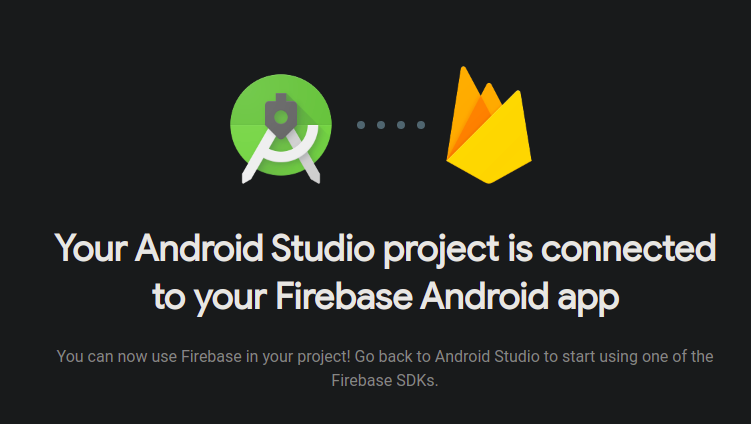 Your Android Studio project is connected
to your Firebase Android app
You can now use Firebase in your project! Go back to Android Studio to start using one of the
Firebase SDKs.